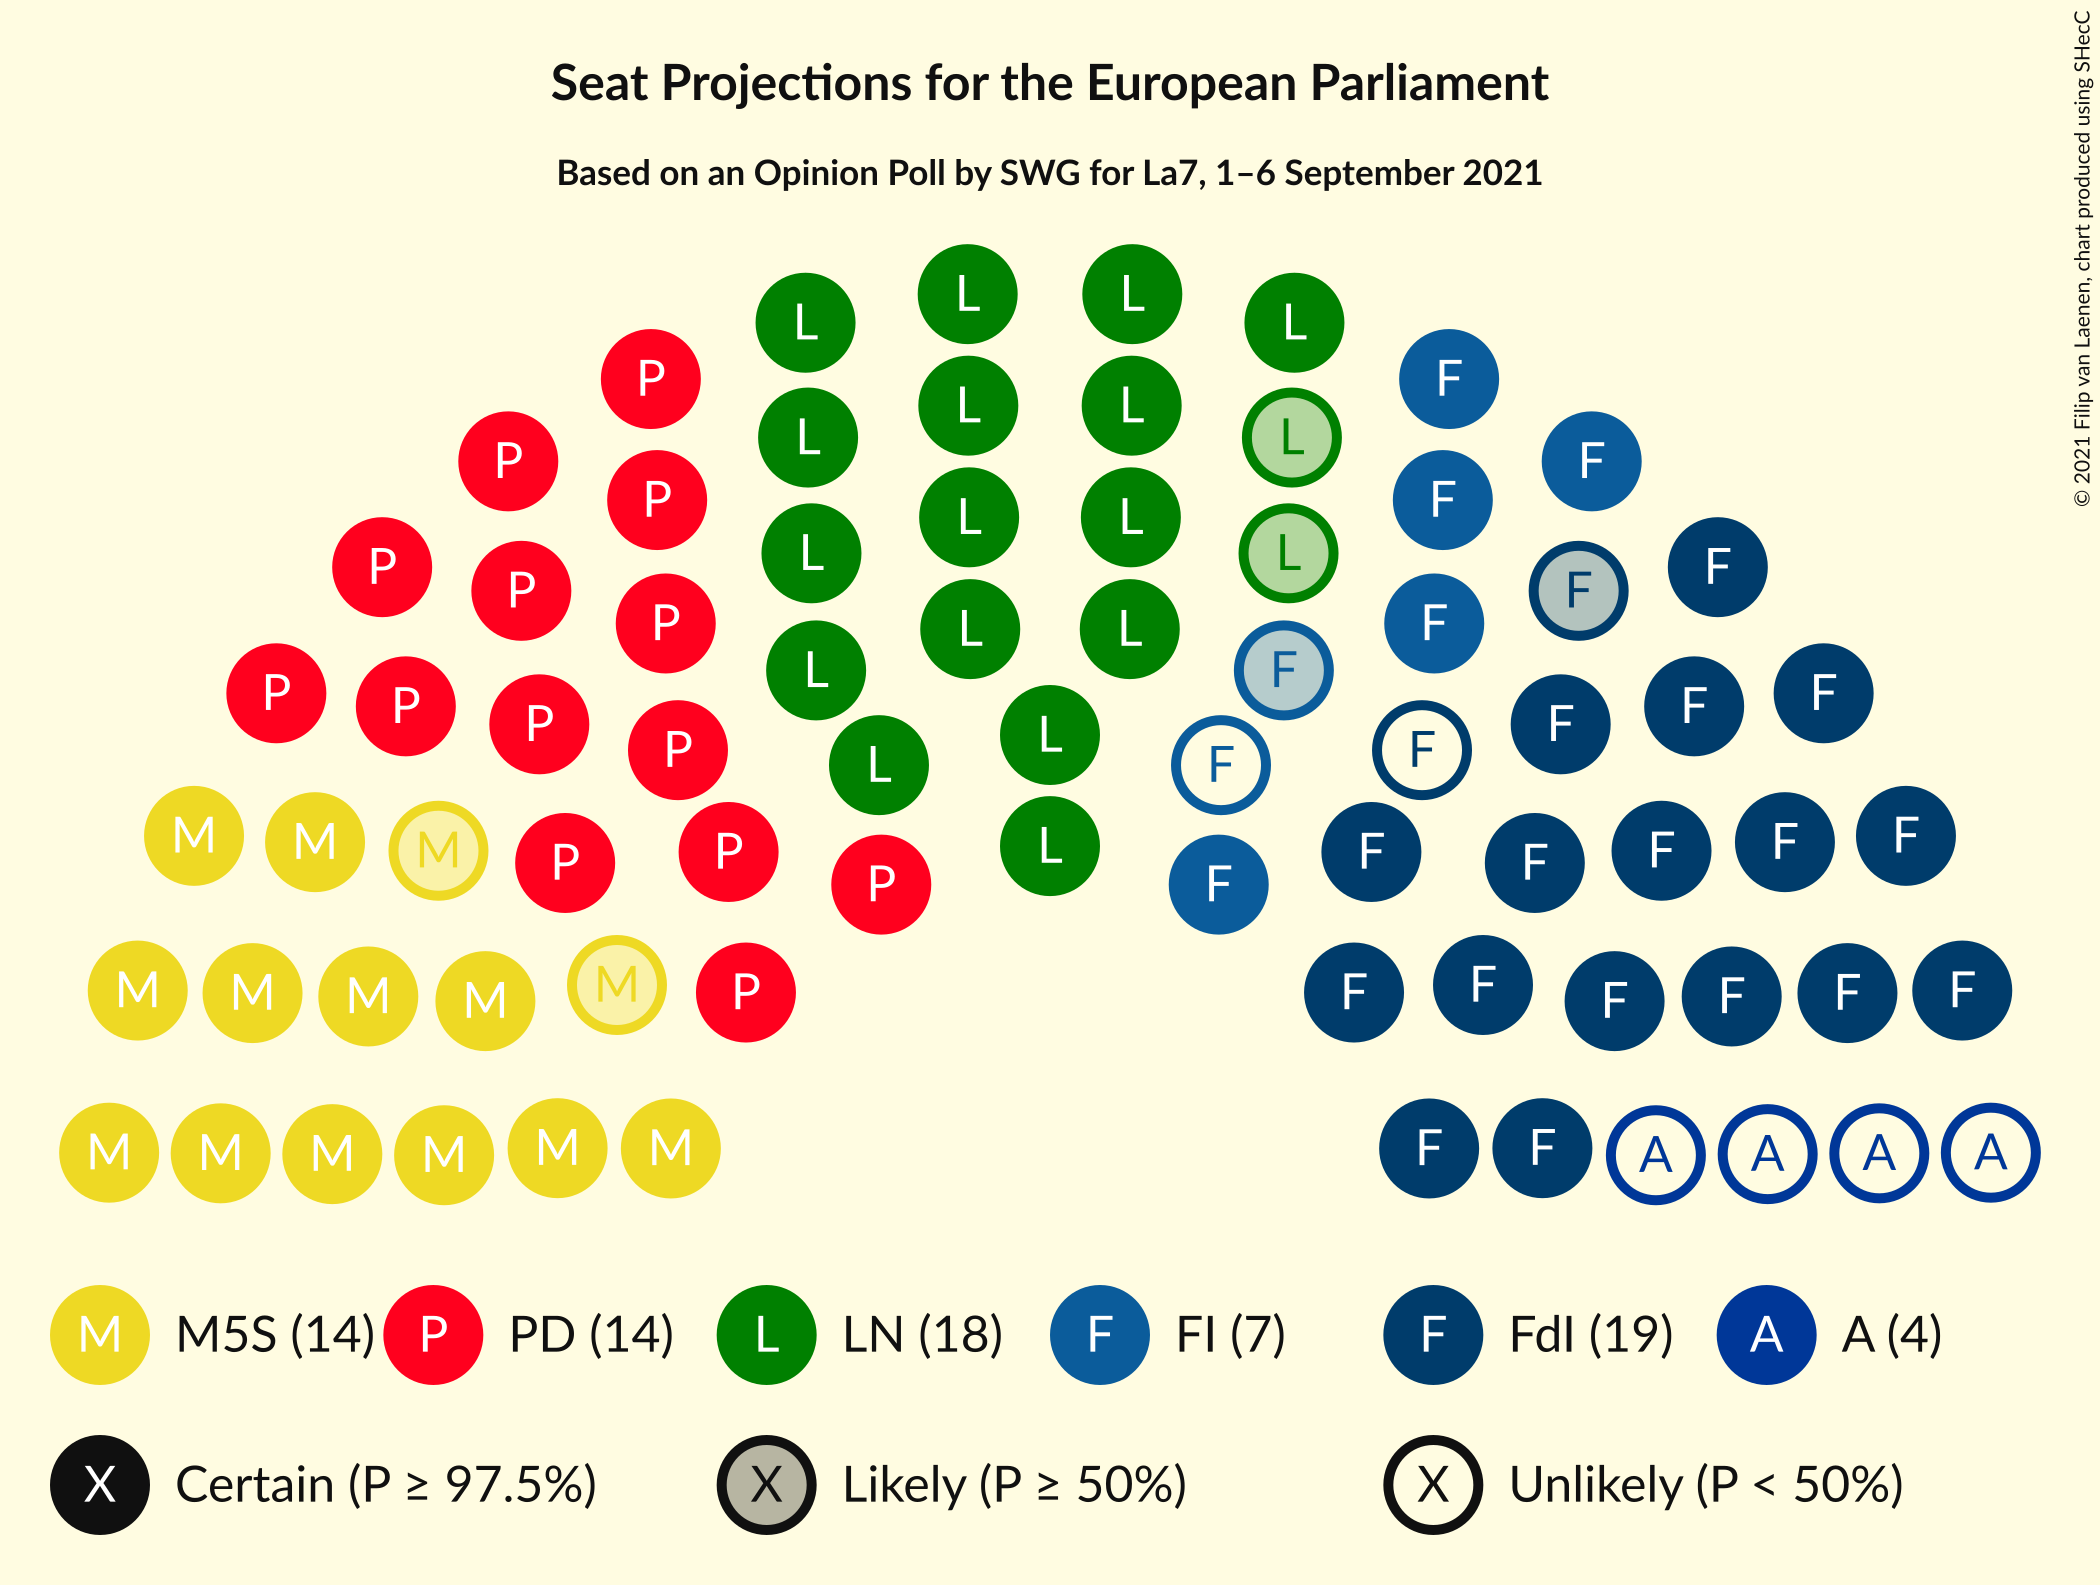 Seat Projections for the European Parliament
Based on an Opinion Poll by SWG for La7, 1–6 September 2021
© 2021 Filip van Laenen, chart produced using SHecC
L L
L L
P F
L L
L L
P F
P F
L L
P F
P F
L L
P F
L L
P F
L L
P F
P F
P F
L
P F
P F
L F
M F
M F
M F
P F
P F
L
P F
M F
M F
M F
M F
M F
P F
M F
M F
M A
M A
M A
M A
M M5S (14) P PD (14) L LN (18) F FI (7) F FdI (19) A A (4)
X Certain (P ≥ 97.5%) X Likely (P ≥ 50%) X Unlikely (P < 50%)